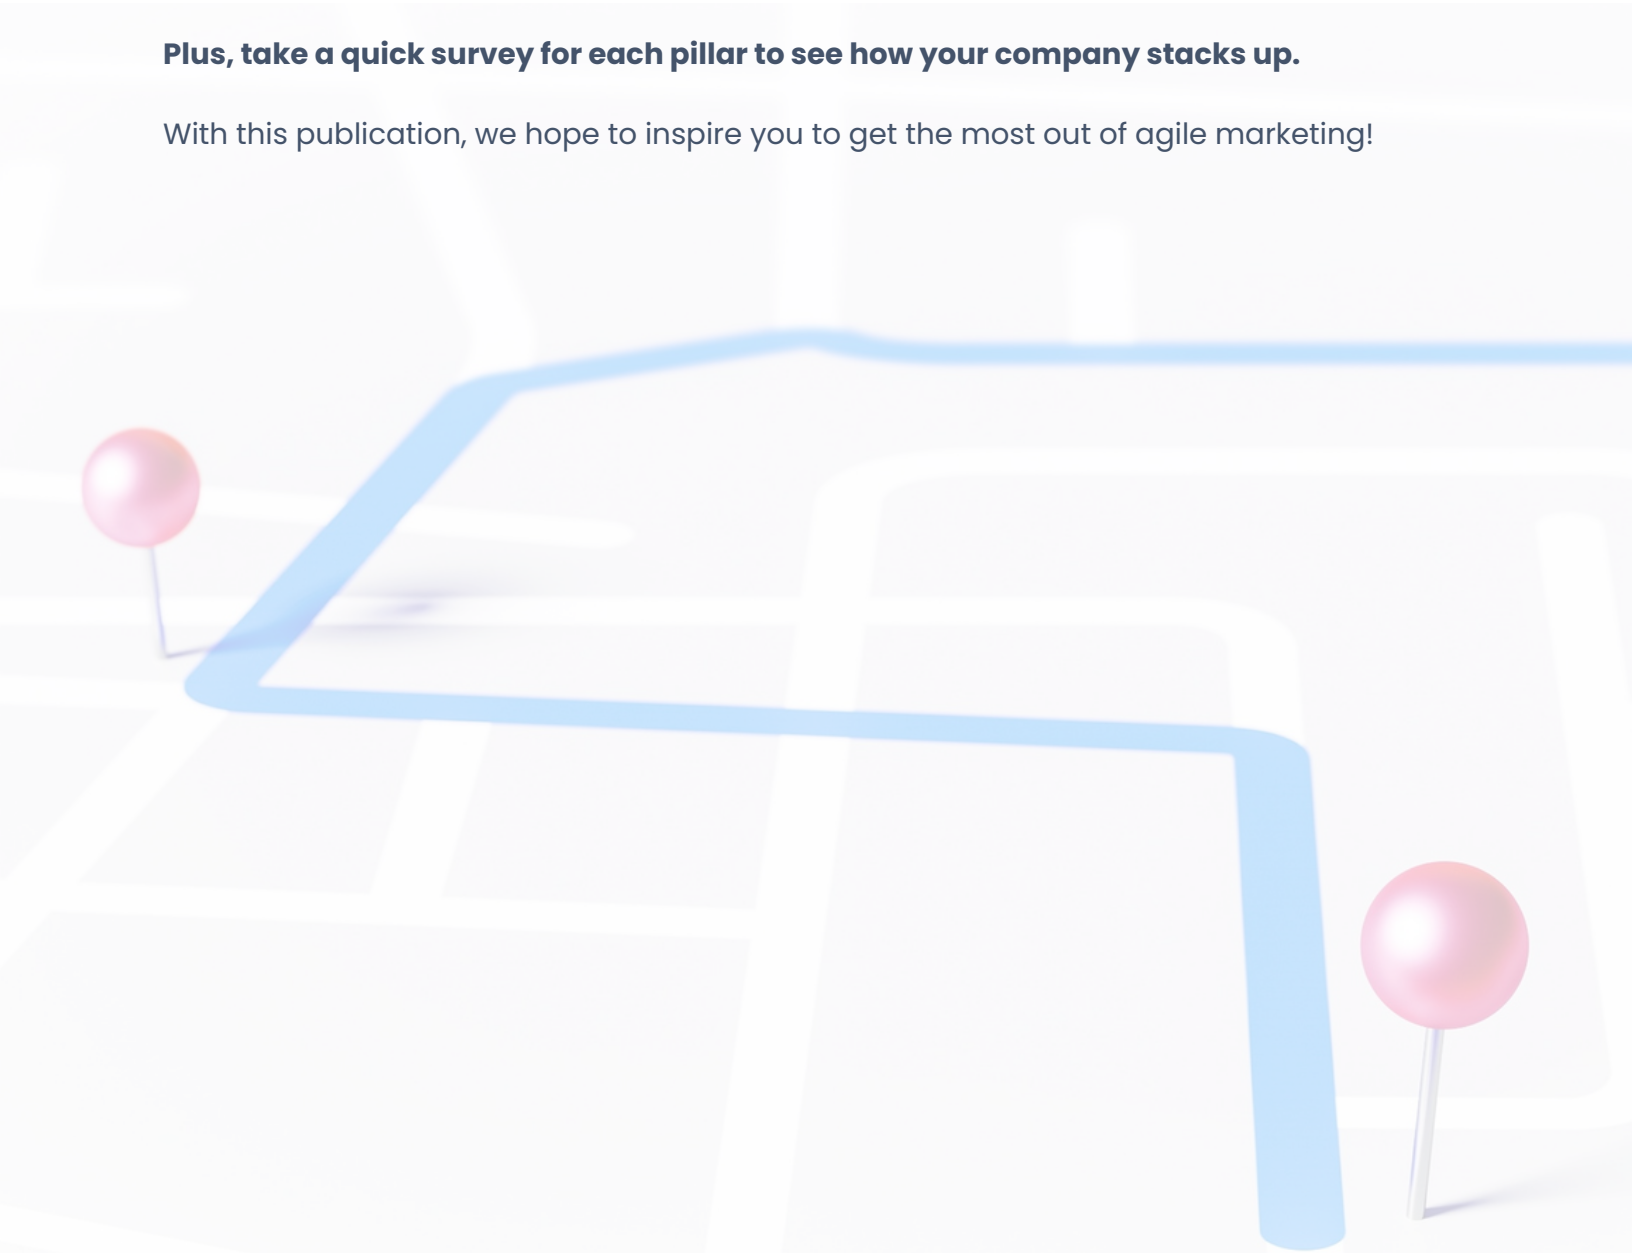 Plus, take a quick survey for each pillar to see how your company stacks up.
With this publication, we hope to inspire you to get the most out of agile marketing!